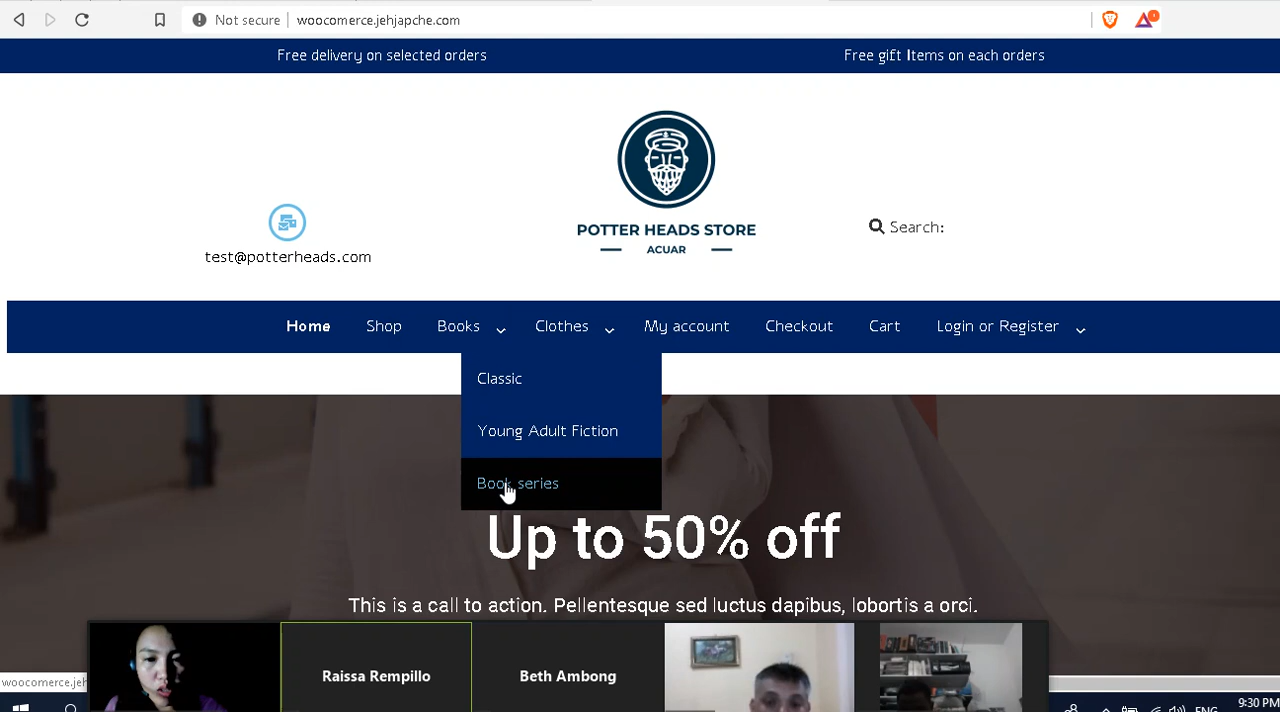 Not secure woocomerce.jehjapche.com
Free delivery on selected orders
Free gift Items on each orders
POTTER HEADS STORE
ACUAR
Search:
test@potterheads.com
Home Shop Books Clothes My account Checkout Cart Login or Register
Classic
Young Adult Fiction
Book series
Up to 50% off
This is a call to action. Pellentesque sed luctus dapibus, lobortis a orci.
Raissa Rempillo
Beth Ambong
woocomerce.jeh
ENG
9:30 PM